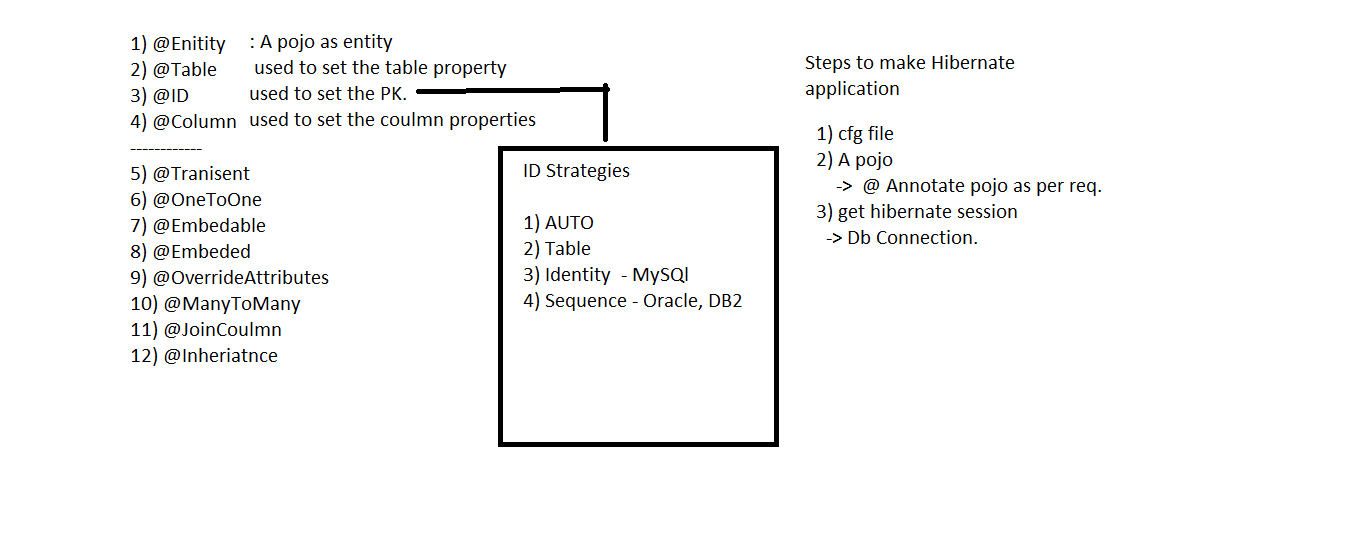 1) @Enitity : A pojo as entity
2) @Table used to set the table property
3) @ID used to set the PK.
4) @Column used to set the coulmn properties
------------
5) @Tranisent
6) @OneToOne
7) @Embedable
8) @Embeded
9) @OverrideAttributes
10) @ManyToMany
11) @JoinCoulmn
12) @Inheriatnce
ID Strategies
1) AUTO
2) Table
3) Identity - MySQl
4) Sequence - Oracle, DB2
Steps to make Hibernate
application
1) cfg file
2) A pojo
-> @ Annotate pojo as per req.
3) get hibernate session
-> Db Connection.